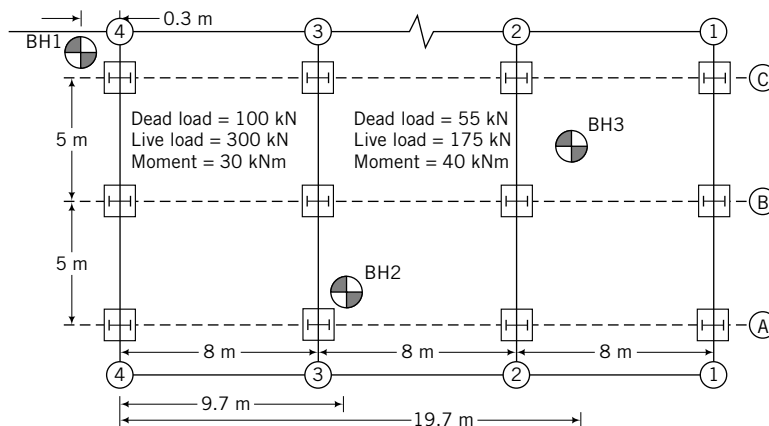 0.3 m
4 3 2 1
BH1
C
Dead load = 100 kN
Live load = 300 kN
Moment = 30 kNm
Dead load = 55 kN
Live load = 175 kN
Moment = 40 kNm
BH3
5 m
B
5 m
BH2
A
8 m 8 m 8 m
4 3 2 1
9.7 m
19.7 m